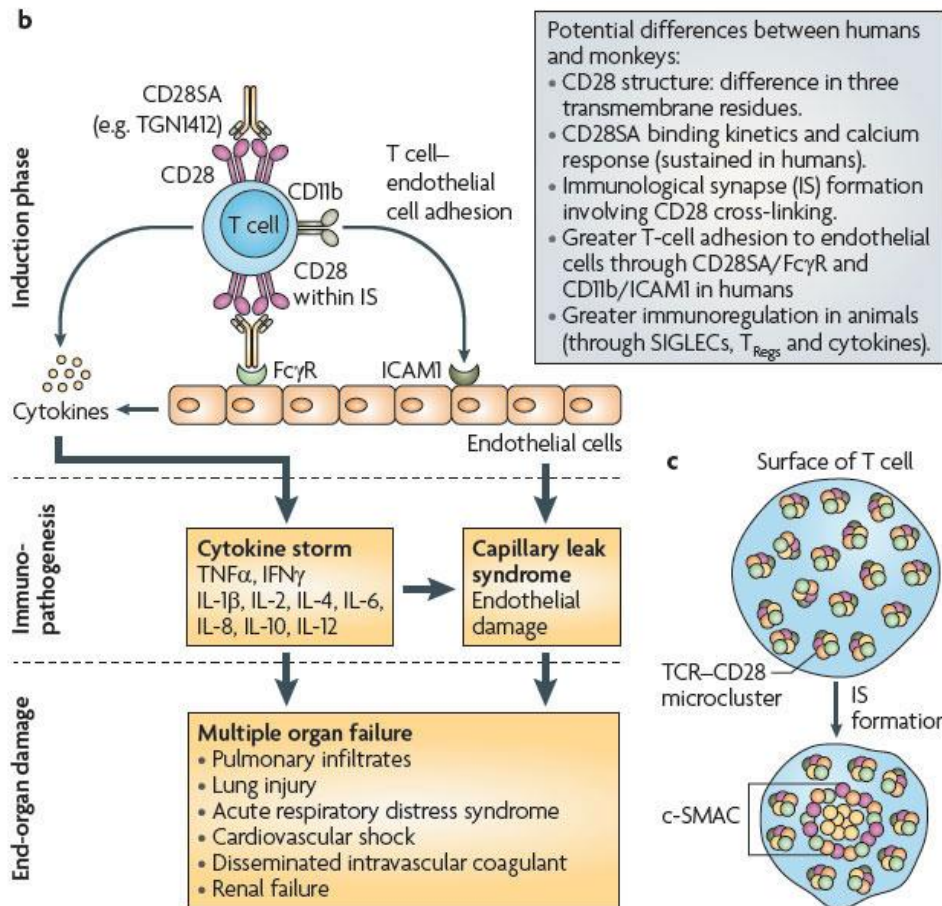 b
Induction phase
CD28SA
(e.g. TGN1412)
CD28
CD11b
T cell
CD28
within IS
T cell–
endothelial
cell adhesion
FcγR
ICAM1
Cytokines
Endothelial cells
Potential differences between humans
and monkeys:
• CD28 structure: difference in three
transmembrane residues.
• CD28SA binding kinetics and calcium
response (sustained in humans).
• Immunological synapse (IS) formation
involving CD28 cross-linking.
• Greater T-cell adhesion to endothelial
cells through CD28SA/FcγR and
CD11b/ICAM1 in humans
• Greater immunoregulation in animals
(through SIGLECs, TRegs and cytokines).
Immuno-
pathogenesis
Cytokine storm
TNFα, IFNγ
IL-1β, IL-2, IL-4, IL-6,
IL-8, IL-10, IL-12
Capillary leak
syndrome
Endothelial
damage
End-organ damage
Multiple organ failure
• Pulmonary infiltrates
• Lung injury
• Acute respiratory distress syndrome
• Cardiovascular shock
• Disseminated intravascular coagulant
• Renal failure
c
Surface of T cell
TCR–CD28
microcluster
IS
formation
c-SMAC